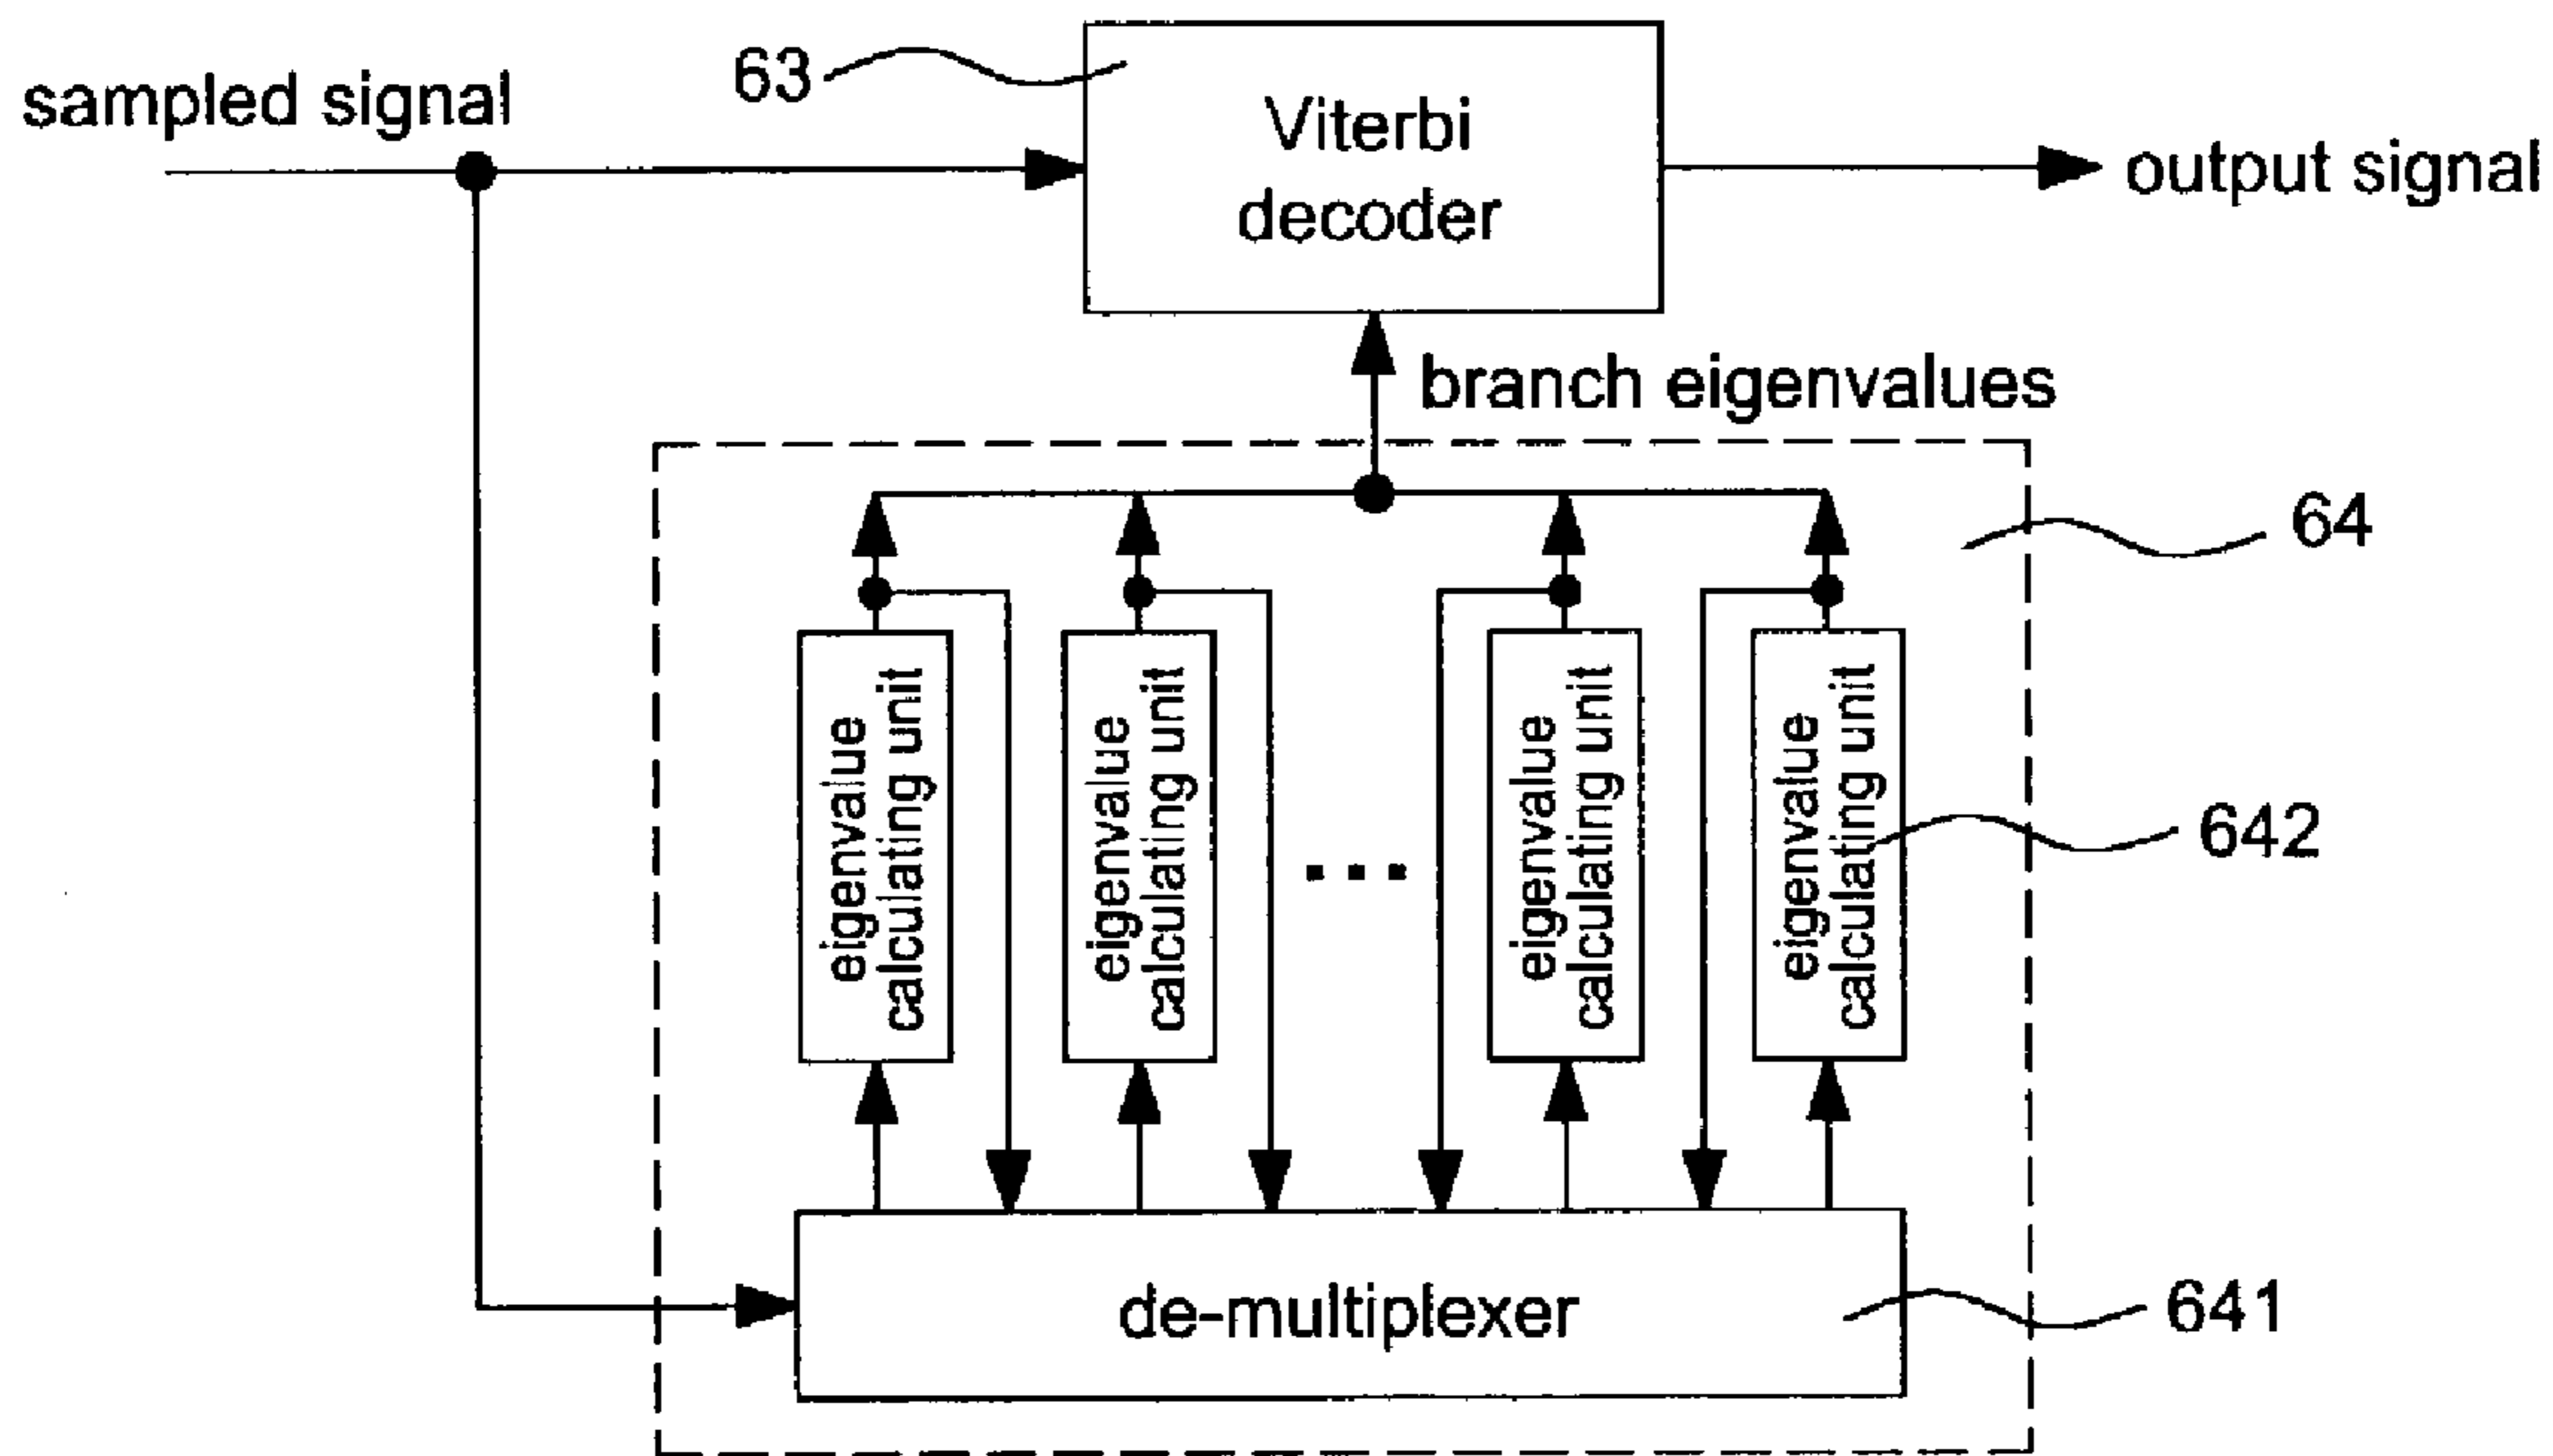 63
sampled signal
Viterbi
decoder
output signal
branch eigenvalues
64
eigenvalue
calculating unit
eigenvalue
calculating unit
eigenvalue
calculating unit
eigenvalue
calculating unit
642
de-multiplexer
641